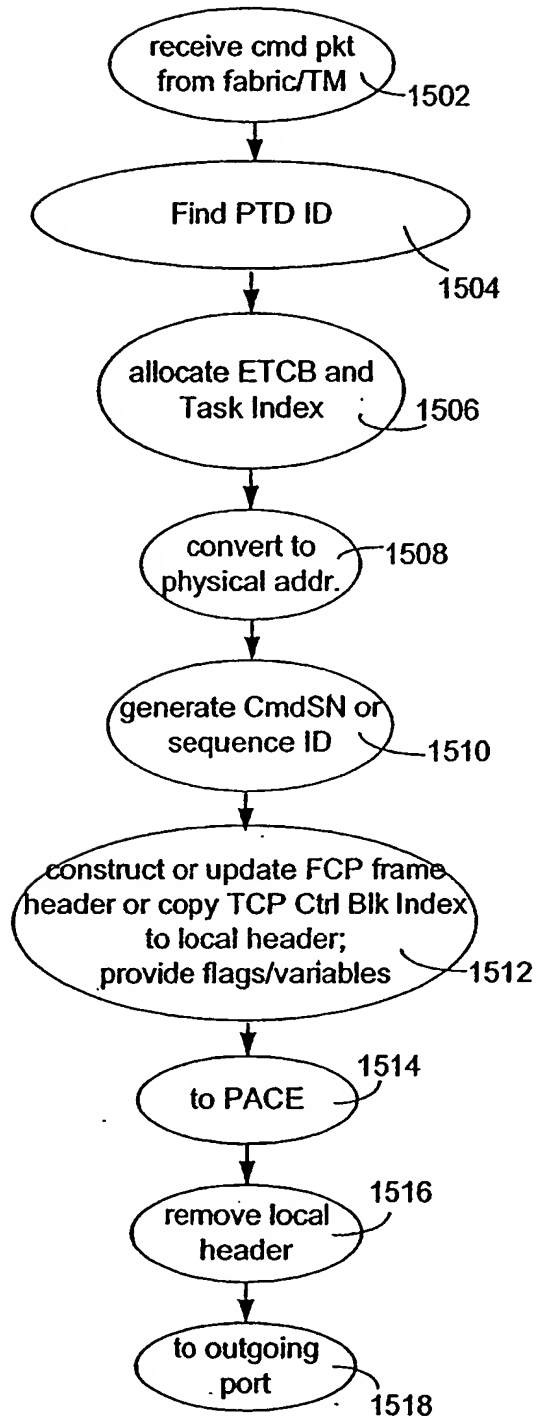 receive cmd pkt
from fabric/TM
1502
Find PTD ID
1504
allocate ETCB and
Task Index
1506
convert to
physical addr.
1508
generate CmdSN or
sequence ID
1510
construct or update FCP frame
header or copy TCP Ctrl Blk Index
to local header;
provide flags/variables
1512
to PACE
1514
remove local
header
1516
to outgoing
port
1518